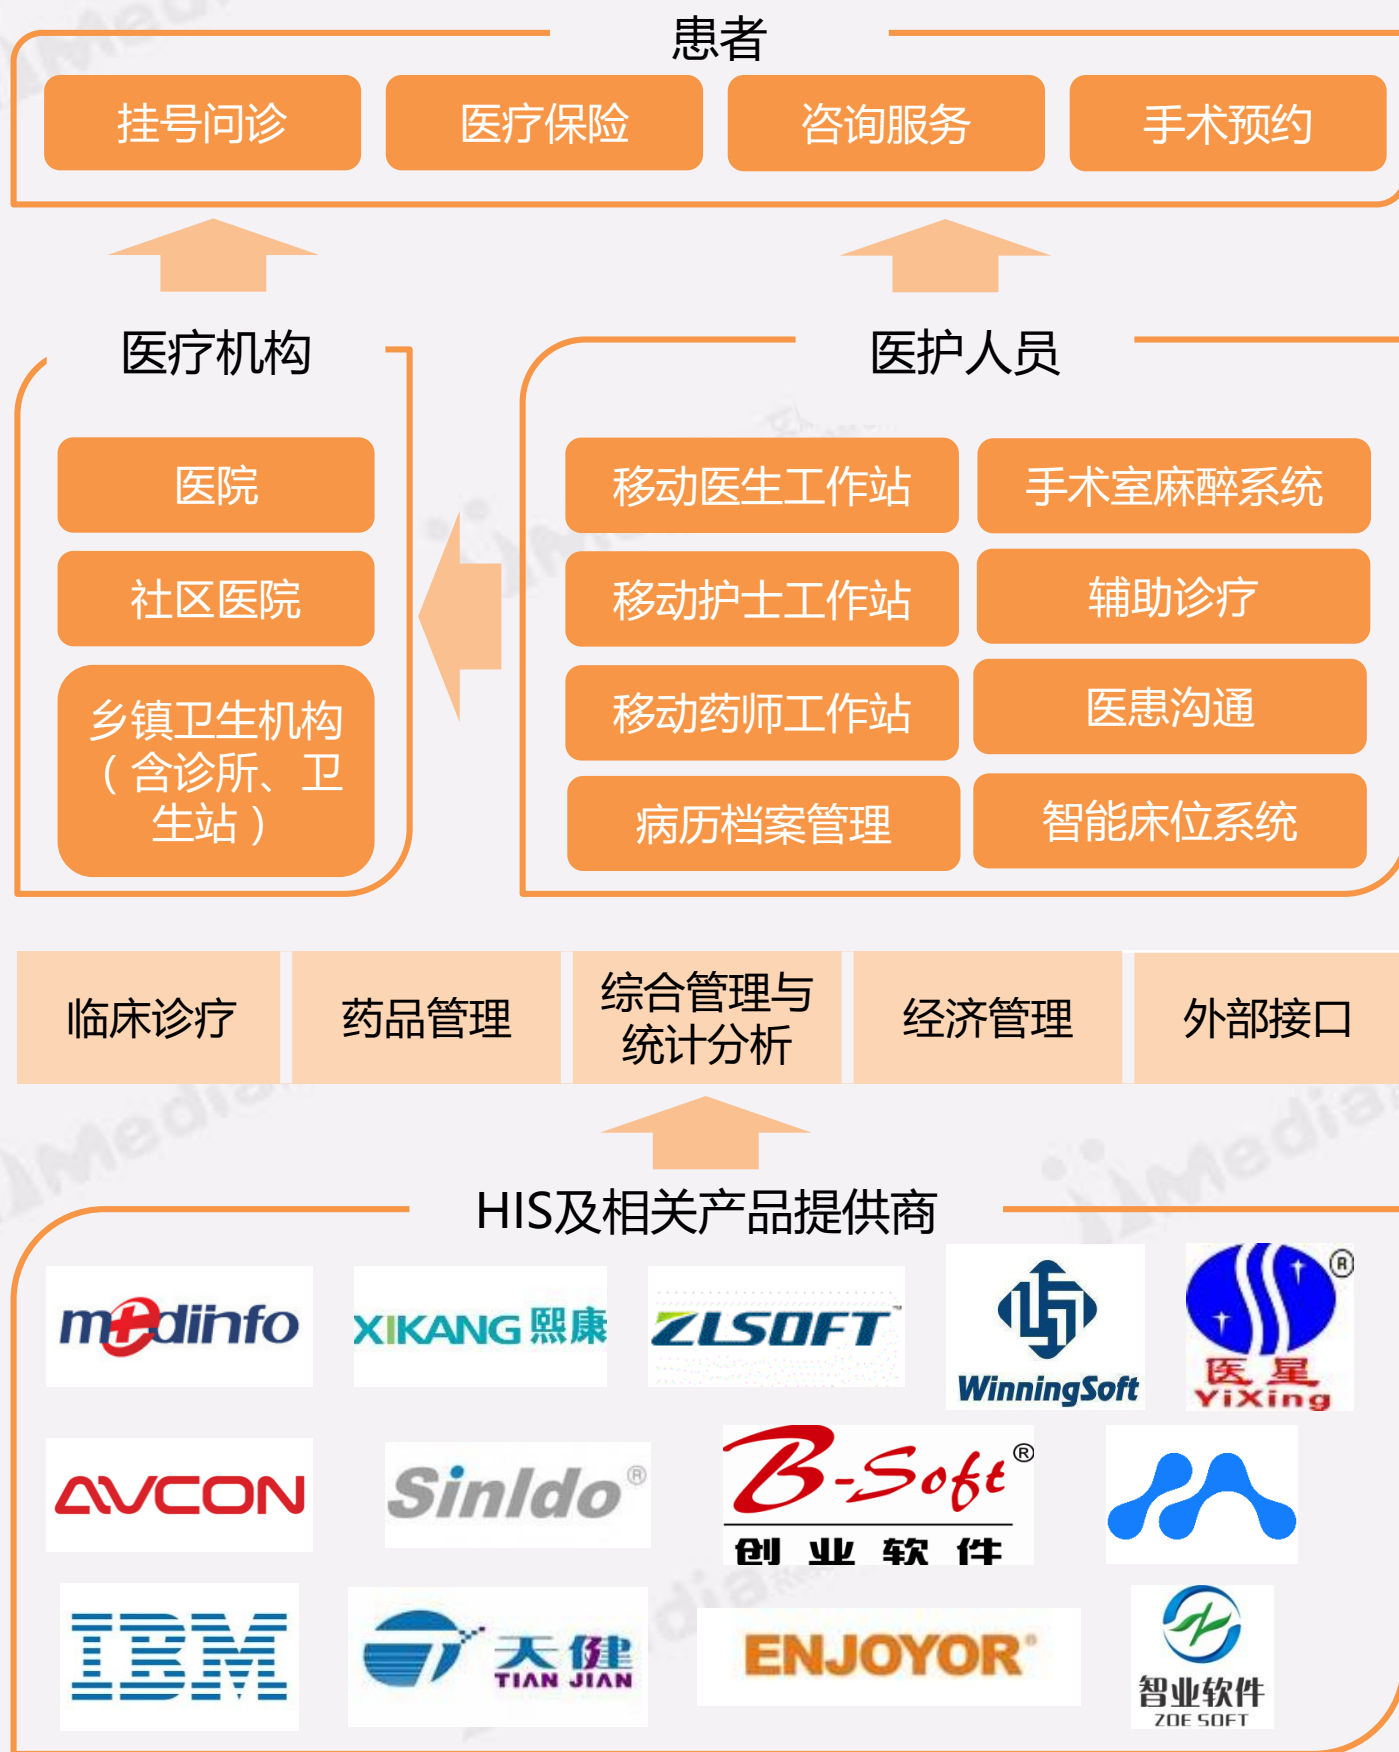 患者
挂号问诊
医疗保险
咨询服务
手术预约
医疗机构
医院
社区医院
乡镇卫生机构
（含诊所、卫
生站）
医护人员
移动医生工作站
手术室麻醉系统
移动护士工作站
辅助诊疗
移动药师工作站
医患沟通
病历档案管理
智能床位系统
临床诊疗
药品管理
综合管理与
统计分析
经济管理
外部接口
HIS及相关产品提供商
medinfo
XIKANG 熙康
ZLSOFT™
WinningSoft
®
医星
YiXing
AVCON
Sinldo®
B-Soft®
创业软件
IBM
天健
TIAN JIAN
ENJOYOR®
智业软件
ZOE SOFT
iiMedia